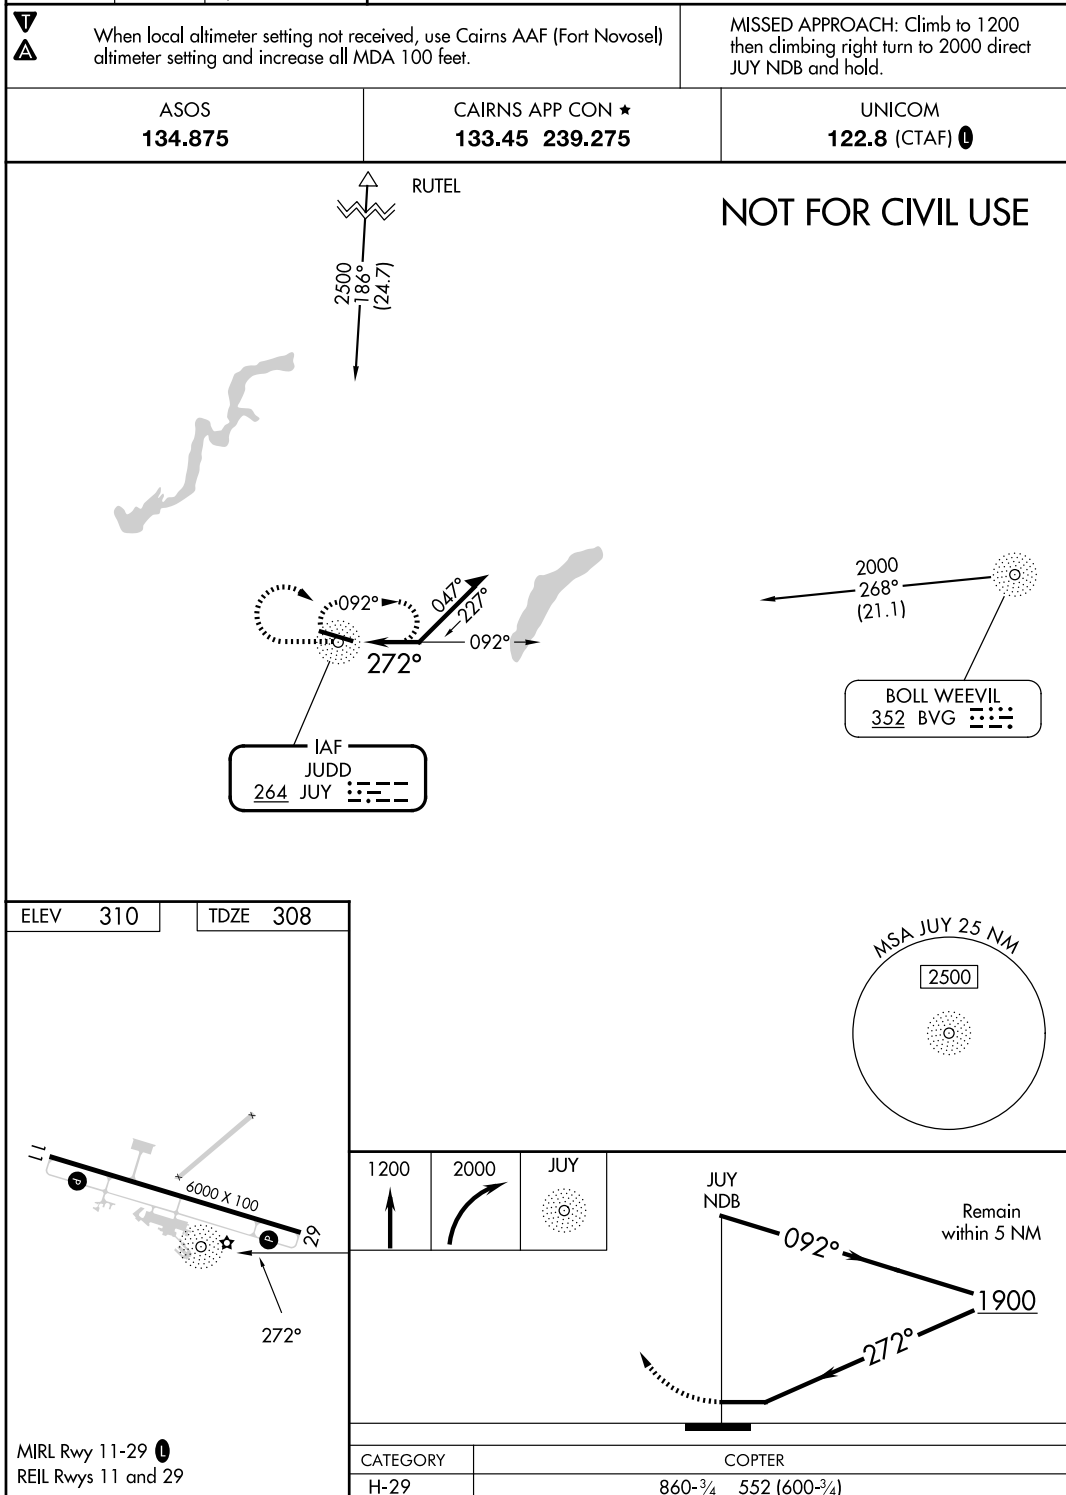 T
A
When local altimeter setting not received, use Cairns AAF (Fort Novosel)
altimeter setting and increase all MDA 100 feet.
MISSED APPROACH: Climb to 1200
then climbing right turn to 2000 direct
JUY NDB and hold.
ASOS
134.875
CAIRNS APP CON ★
133.45 239.275
UNICOM
122.8 (CTAF) L
RUTEL
NOT FOR CIVIL USE
2500
186°
(24.7)
092°
047°
227°
092°
272°
2000
268°
(21.1)
BOLL WEEVIL
352 BVG
IAF
JUDD
264 JUY
ELEV 310
TDZE 308
MSA JUY 25 NM
2500
11
P
6000 X 100
P
29
272°
MIRL Rwy 11-29 L
REIL Rwys 11 and 29
1200
2000
JUY
JUY
NDB
Remain
within 5 NM
092°
1900
272°
CATEGORY
COPTER
H-29
860-¾ 552 (600-¾)